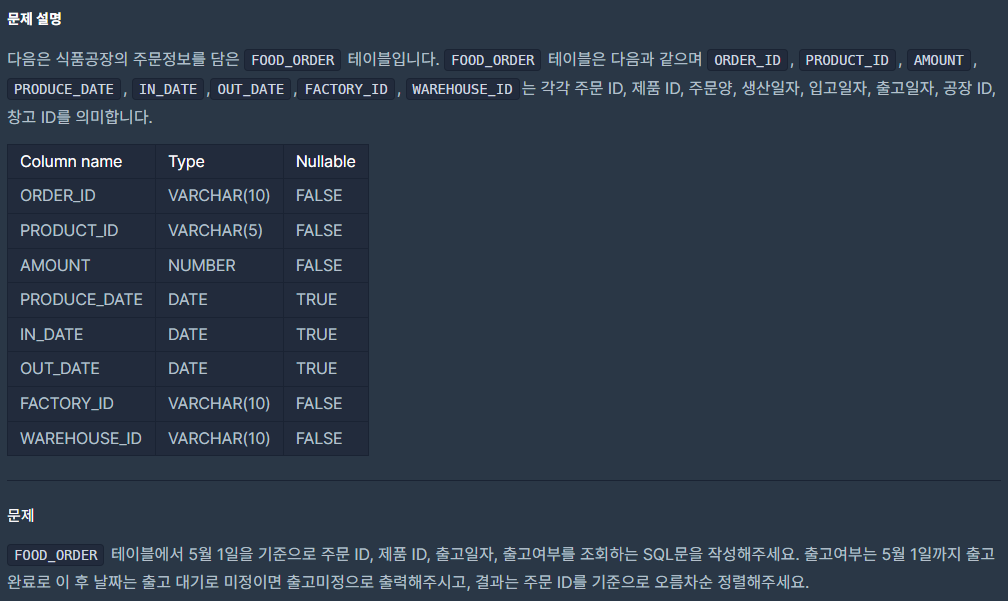 문제 설명
다음은 식품공장의 주문정보를 담은 FOOD_ORDER 테이블입니다. FOOD_ORDER 테이블은 다음과 같으며 ORDER_ID , PRODUCT_ID , AMOUNT ,
PRODUCE_DATE , IN_DATE ,OUT_DATE ,FACTORY_ID , WAREHOUSE_ID 는 각각 주문 ID, 제품 ID, 주문양, 생산일자, 입고일자, 출고일자, 공장 ID,
창고 ID를 의미합니다.
Column name Type Nullable
ORDER_ID VARCHAR(10) FALSE
PRODUCT_ID VARCHAR(5) FALSE
AMOUNT NUMBER FALSE
PRODUCE_DATE DATE TRUE
IN_DATE DATE TRUE
OUT_DATE DATE TRUE
FACTORY_ID VARCHAR(10) FALSE
WAREHOUSE_ID VARCHAR(10) FALSE
문제
FOOD_ORDER 테이블에서 5월 1일을 기준으로 주문 ID, 제품 ID, 출고일자, 출고여부를 조회하는 SQL문을 작성해주세요. 출고여부는 5월 1일까지 출고
완료로 이 후 날짜는 출고 대기로 미정이면 출고미정으로 출력해주시고, 결과는 주문 ID를 기준으로 오름차순 정렬해주세요.